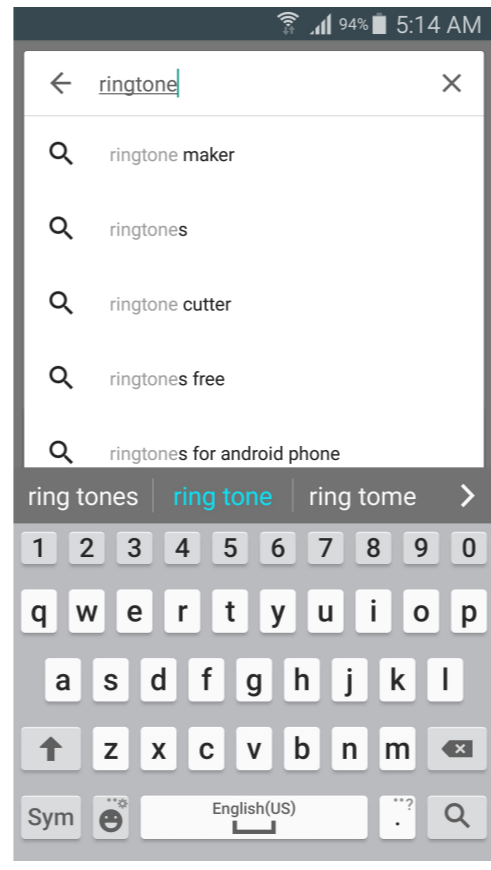 94% 5:14 AM
ringtone
ringtone maker
ringtones
ringtone cutter
ringtones free
ringtones for android phone
ring tones ring tone ring tome
1 2 3 4 5 6 7 8 9 0
q w e r t y u i o p
a s d f g h j k l
z x c v b n m
Sym English(US) . ?